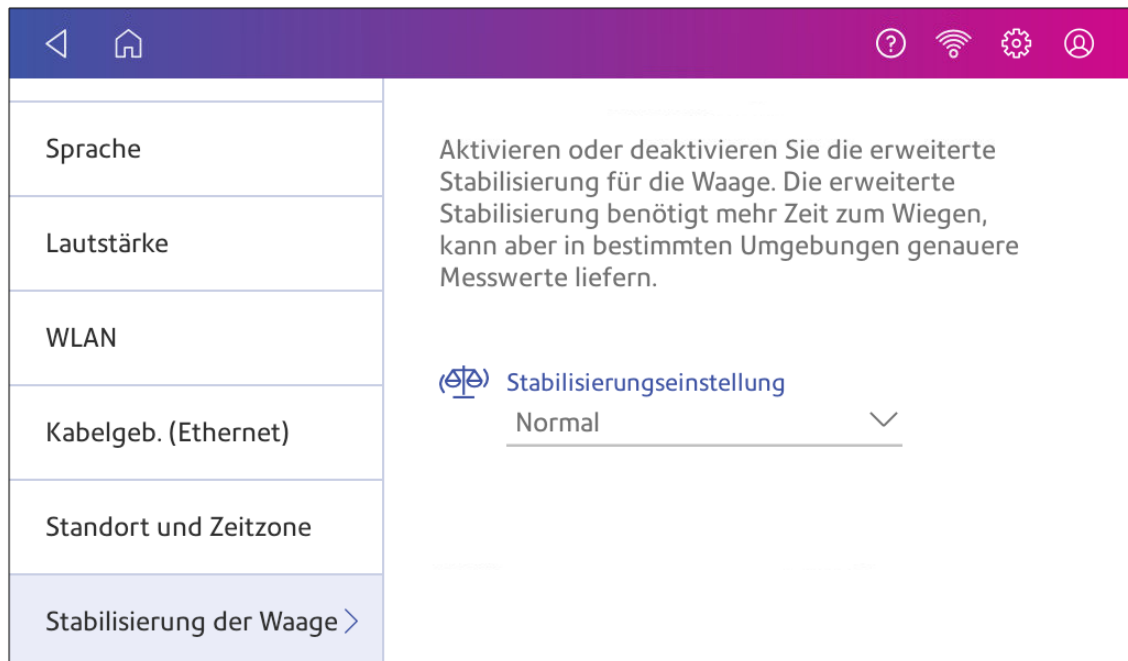 Sprache
Lautstärke
WLAN
Kabelgeb. (Ethernet)
Standort und Zeitzone
Stabilisierung der Waage
Aktivieren oder deaktivieren Sie die erweiterte
Stabilisierung für die Waage. Die erweiterte
Stabilisierung benötigt mehr Zeit zum Wiegen,
kann aber in bestimmten Umgebungen genauere
Messwerte liefern.
Stabilisierungseinstellung
Normal